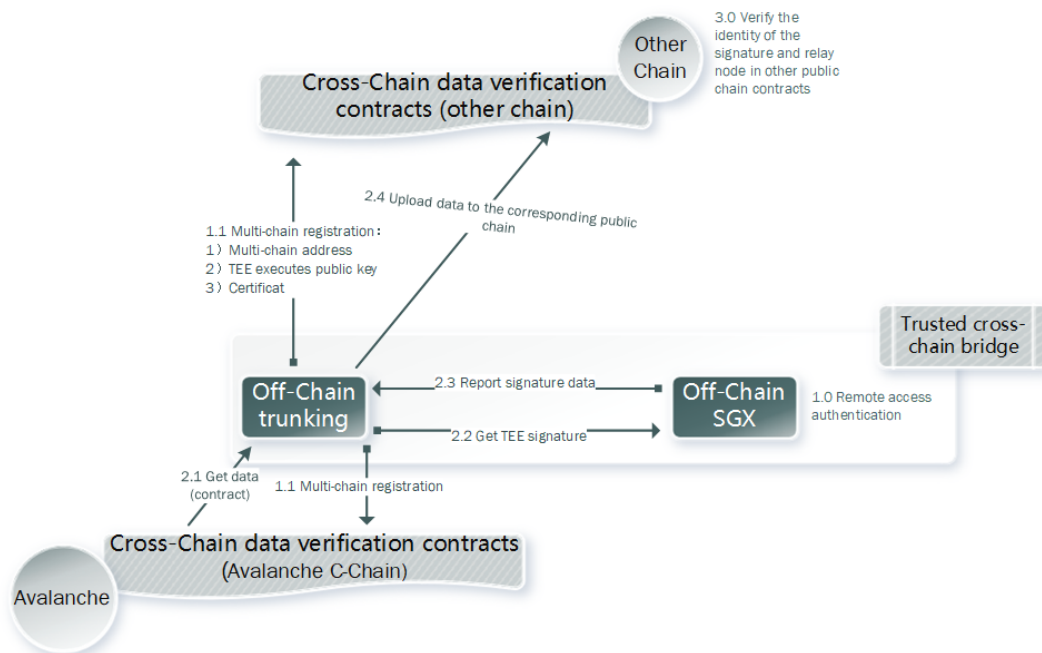 Other
Chain
3.0 Verify the
identity of the
signature and relay
node in other public
chain contracts
Cross-Chain data verification
contracts (other chain)
2.4 Upload data to the corresponding public
chain
1.1 Multi-chain registration：
1）Multi-chain address
2）TEE executes public key
3）Certificat
Trusted cross-
chain bridge
Off-Chain
trunking
2.3 Report signature data
2.2 Get TEE signature
Off-Chain
SGX
1.0 Remote access
authentication
2.1 Get data
(contract)
1.1 Multi-chain registration
Cross-Chain data verification contracts
(Avalanche C-Chain)
Avalanche